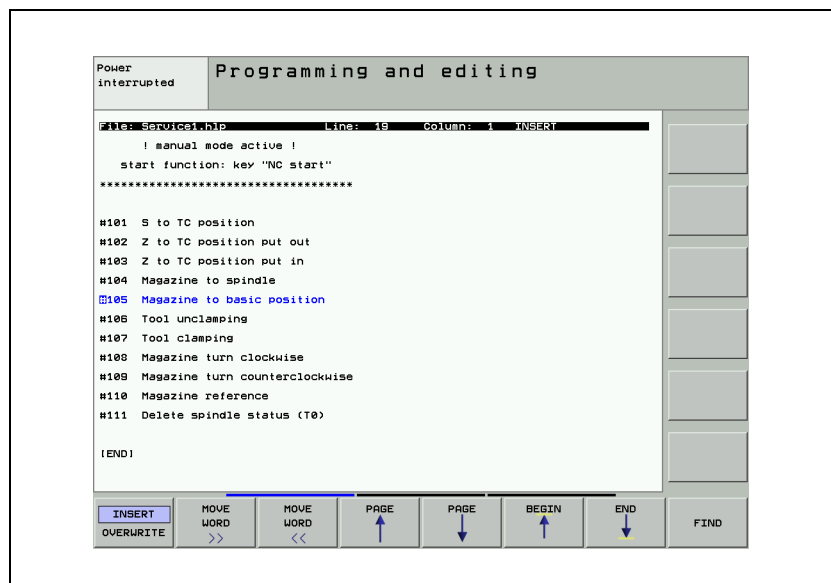 Power
interrupted
Programming and editing
File: Service1.hlp Line: 19 Column: 1 INSERT
! manual mode active !
start function: key "NC start"
************************************
#101 S to TC position
#102 Z to TC position put out
#103 Z to TC position put in
#104 Magazine to spindle
#105 Magazine to basic position
#106 Tool unclamping
#107 Tool clamping
#108 Magazine turn clockwise
#109 Magazine turn counterclockwise
#110 Magazine reference
#111 Delete spindle status (T0)
[END]
INSERT
OVERWRITE
MOVE
WORD
>>
MOVE
WORD
<<
PAGE
PAGE
BEGIN
END
FIND